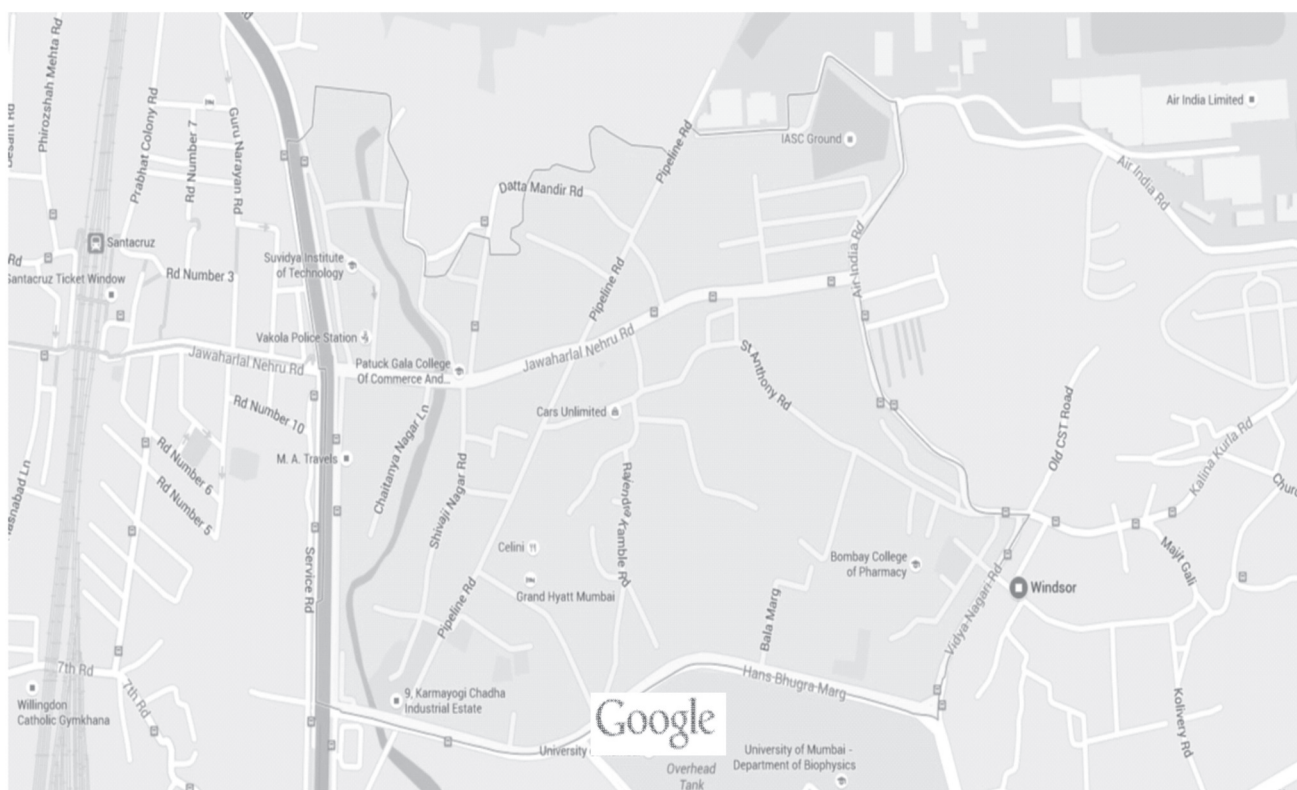 Phirozshah Mehta Rd
Prabhat Colony Rd
Rd Number 7
Guru Narayan Rd
Santacruz
Rd
Santacruz Ticket Window
Rd Number 3
Suvidya Institute
of Technology
Vakola Police Station
Jawaharlal Nehru Rd
Patuck Gala College
Of Commerce And...
Rd Number 10
M. A. Travels
Rd Number 6
Rd Number 5
Chaitanya Nagar Ln
Shivaji Nagar Rd
Service Rd
7th Rd
7th Rd
Willingdon
Catholic Gymkhana
Datta Mandir Rd
Pipeline Rd
Pipeline Rd
Jawaharlal Nehru Rd
Cars Unlimited
Rajendra Kamble Rd
Celini
Grand Hyatt Mumbai
Pipeline Rd
9, Karmayogi Chadha
Industrial Estate
IASC Ground
Air India Limited
Air India Rd
Air India Rd
St Anthony Rd
Old CST Road
Kalina Kurla Rd
Bombay College
of Pharmacy
Majit Gali
Windsor
Vidya-Nagari Rd
Bala Marg
Hans Bhugra Marg
Kolivery Rd
Google
University
University of Mumbai -
Department of Biophysics
Overhead
Tank